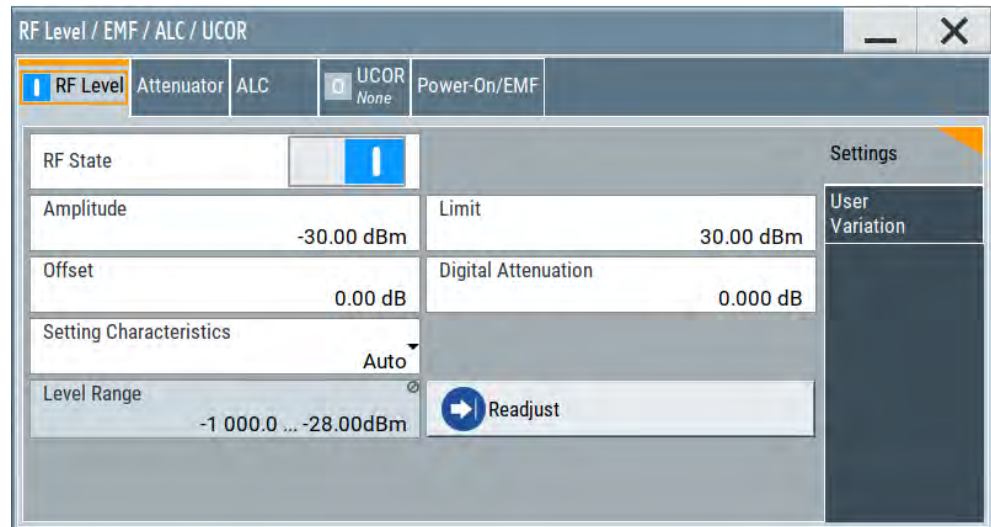 RF Level / EMF / ALC / UCOR
RF Level Attenuator ALC UCOR None Power-On/EMF
RF State
Settings
Amplitude
-30.00 dBm
Limit
30.00 dBm
User
Variation
Offset
0.00 dB
Digital Attenuation
0.000 dB
Setting Characteristics
Auto
Level Range
-1 000.0 ... -28.00dBm
Readjust